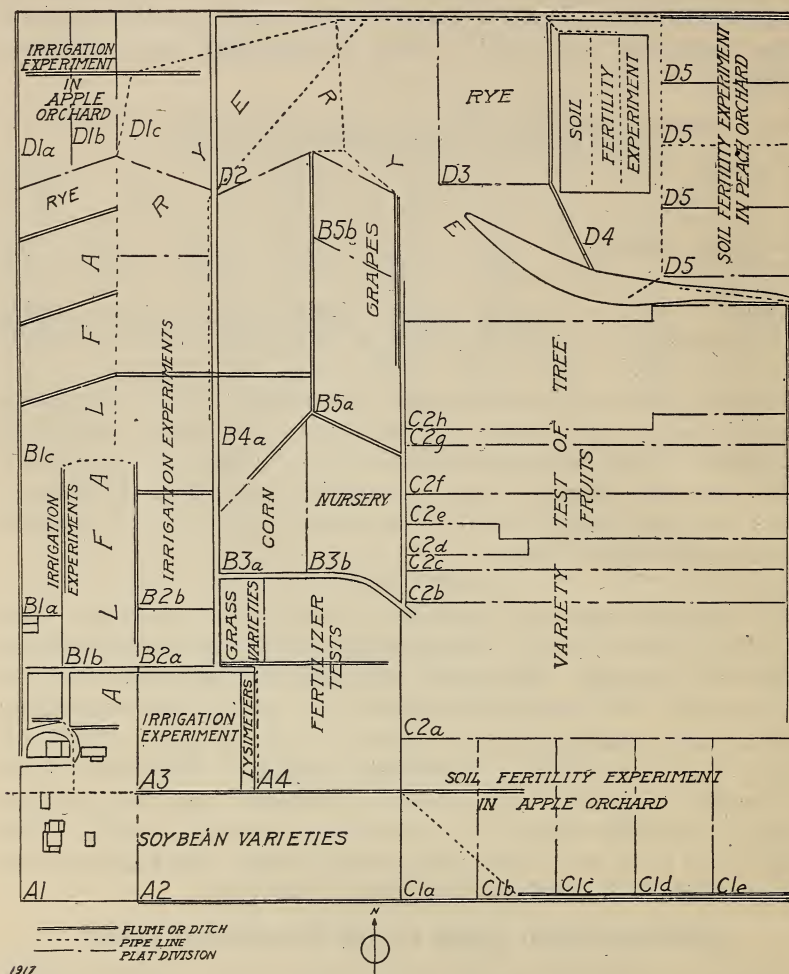 IRRIGATION
EXPERIMENT
IN
APPLE
ORCHARD
D1a
D1b
D1c
RYE
RYE
D2
RYE
D3
SOIL
FERTILITY
EXPERIMENT
D4
D5
D5
D5
D5
SOIL FERTILITY EXPERIMENT
IN PEACH ORCHARD
RYE
ALFALFA
B1c
IRRIGATION
EXPERIMENTS
B1a
B1b
IRRIGATION EXPERIMENTS
B2b
B2a
B5b
GRAPES
B5a
B4a
CORN
NURSERY
B3a
B3b
GRASS
VARIETIES
FERTILIZER
TESTS
C2h
C2g
C2f
C2e
C2d
C2c
C2b
C2a
VARIETY TEST OF TREE
FRUITS
IRRIGATION
EXPERIMENT
LYSIMETERS
A3
A4
SOIL FERTILITY EXPERIMENT
IN APPLE ORCHARD
SOYBEAN VARIETIES
A1
A2
C1a
C1b
C1c
C1d
C1e
FLUME OR DITCH
PIPE LINE
PLAT DIVISION
N
1917